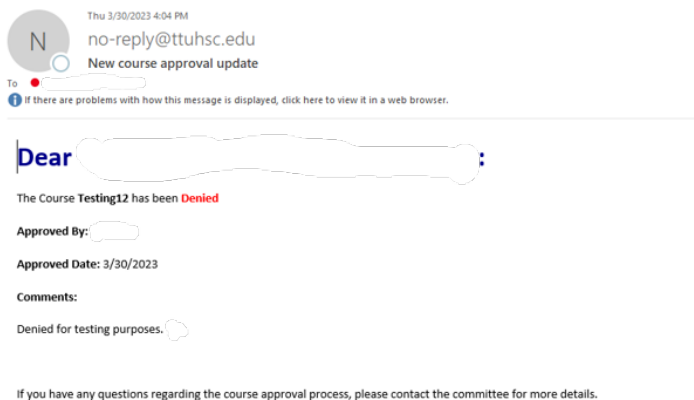 Thu 3/30/2023 4:04 PM
N
no-reply@ttuhsc.edu
New course approval update
To
If there are problems with how this message is displayed, click here to view it in a web browser.
Dear :
The Course Testing12 has been Denied
Approved By:
Approved Date: 3/30/2023
Comments:
Denied for testing purposes.
If you have any questions regarding the course approval process, please contact the committee for more details.